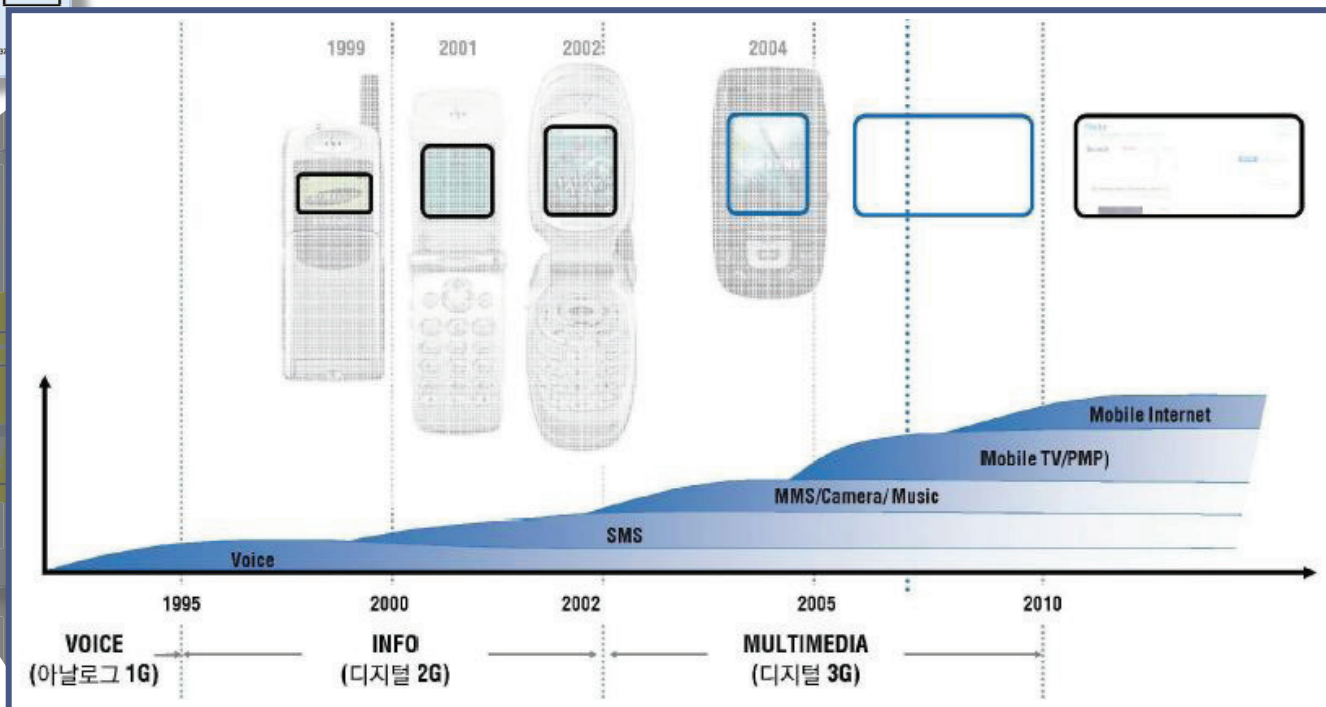 1999
2001
2002
2004
Mobile Internet
Mobile TV/PMP)
MMS/Camera/ Music
SMS
Voice
1995
2000
2002
2005
2010
VOICE
(아날로그 1G)
INFO
(디지털 2G)
MULTIMEDIA
(디지털 3G)